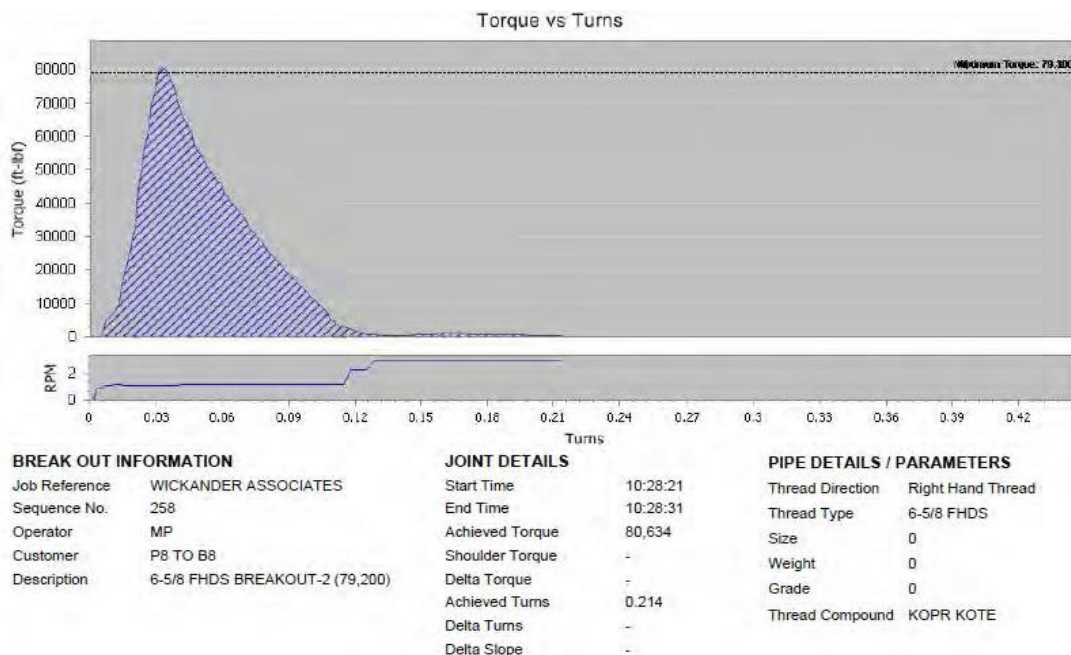 Torque vs Turns
80000
70000
60000
50000
40000
30000
20000
10000
0
Torque (ft-lbf)
Torque: 79,
2
0
RPM
0 0.03 0.06 0.09 0.12 0.15 0.18 0.21 0.24 0.27 0.3 0.33 0.36 0.39 0.42
Turns
BREAK OUT INFORMATION
Job Reference WICKANDER ASSOCIATES
Sequence No. 258
Operator MP
Customer P8 TO B8
Description 6-5/8 FHDS BREAKOUT-2 (79,200)
JOINT DETAILS
Start Time 10:28:21
End Time 10:28:31
Achieved Torque 80,634
Shoulder Torque -
Delta Torque -
Achieved Turns 0.214
Delta Turns -
Delta Slope -
PIPE DETAILS / PARAMETERS
Thread Direction Right Hand Thread
Thread Type 6-5/8 FHDS
Size 0
Weight 0
Grade 0
Thread Compound KOPR KOTE